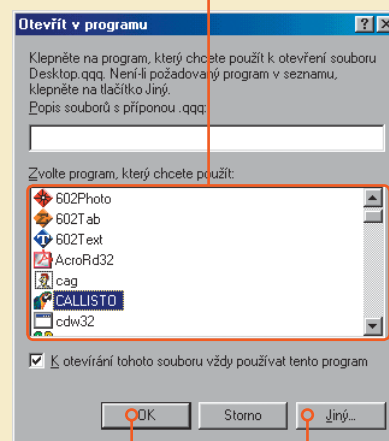 Otevřít v programu
Klepněte na program, který chcete použít k otevření souboru
Desktop.qqq. Není-li požadovaný program v seznamu,
klepněte na tlačítko Jiný.
Popis souborů s příponou .qqq:
Zvolte program, který chcete použít:
602Photo
602Tab
602Text
AcroRd32
cag
CALLISTO
cdw32
K otevírání tohoto souboru vždy používat tento program
OK
Storno
Jiný...